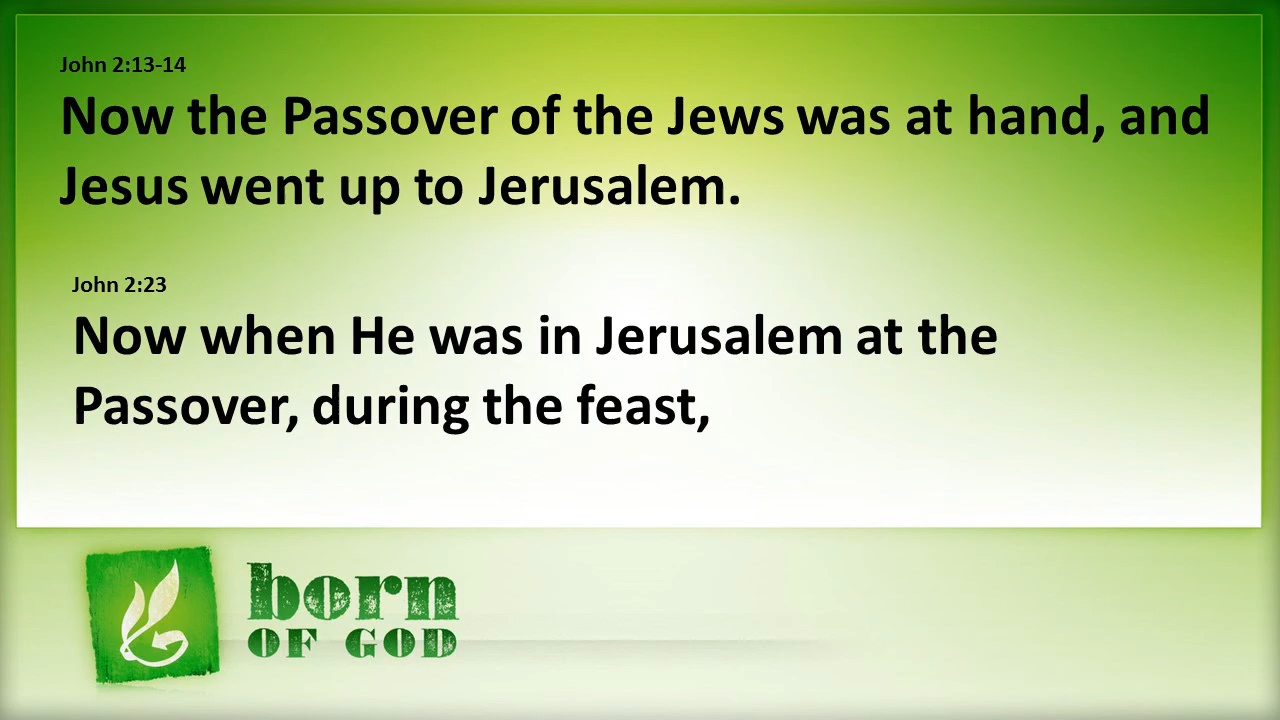 John 2:13-14
Now the Passover of the Jews was at hand, and
Jesus went up to Jerusalem.
John 2:23
Now when He was in Jerusalem at the
Passover, during the feast,
born
OF GOD